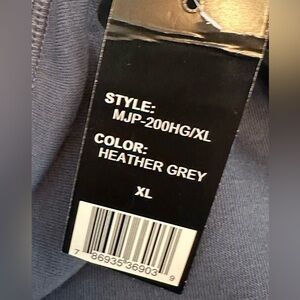 STYLE:
MJP-200HG/XL
COLOR:
HEATHER GREY
XL
7 86935 36903 9